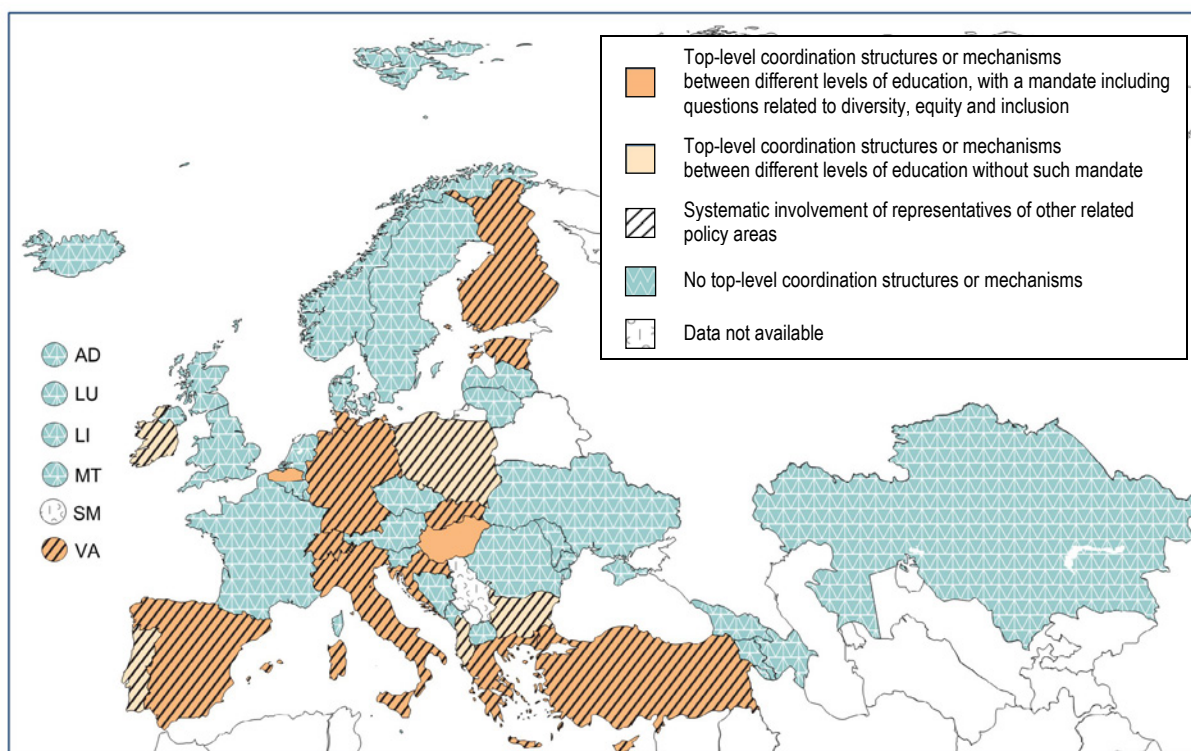 Top-level coordination structures or mechanisms
between different levels of education, with a mandate including
questions related to diversity, equity and inclusion
Top-level coordination structures or mechanisms
between different levels of education without such mandate
Systematic involvement of representatives of other related
policy areas
No top-level coordination structures or mechanisms
Data not available
AD
LU
LI
MT
SM
VA